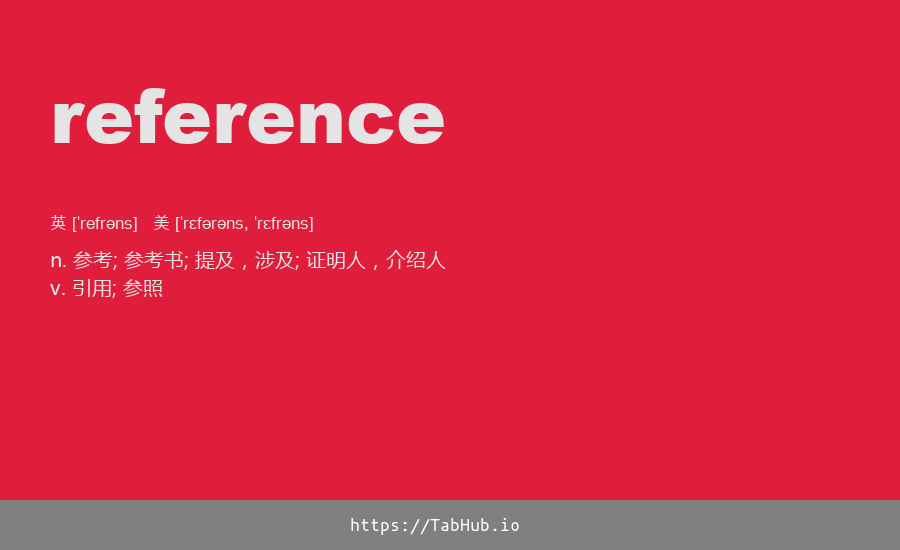 reference
英 [ˈrefrəns] 美 [ˈrɛfərəns, ˈrɛfrəns]
n. 参考; 参考书; 提及，涉及; 证明人，介绍人
v. 引用; 参照
https://TabHub.io